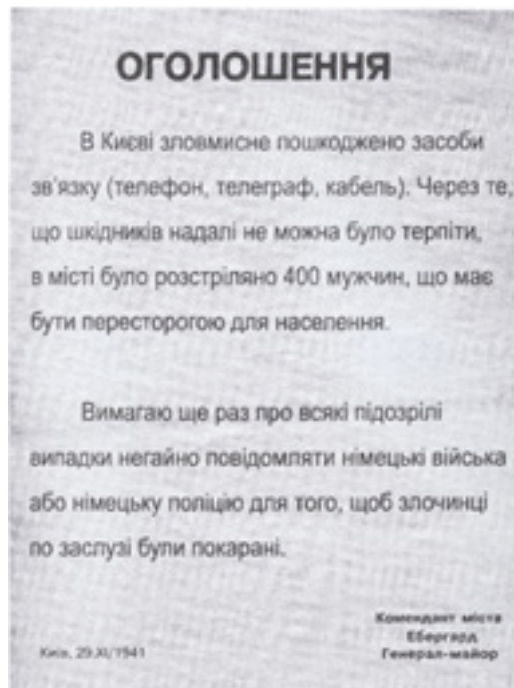 ОГОЛОШЕННЯ
В Києві зловмисне пошкоджено засоби
зв'язку (телефон, телеграф, кабель). Через те,
що шкідників надалі не можна було терпіти,
в місті було розстріляно 400 мужчин, що має
бути пересторогою для населення.
Вимагаю ще раз про всякі підозрілі
випадки негайно повідомляти німецькі війська
або німецьку поліцію для того, щоб злочинці
по заслузі були покарані.
Комендант міста
Ебергард
Київ, 29.XI/1941 Генерал-майор